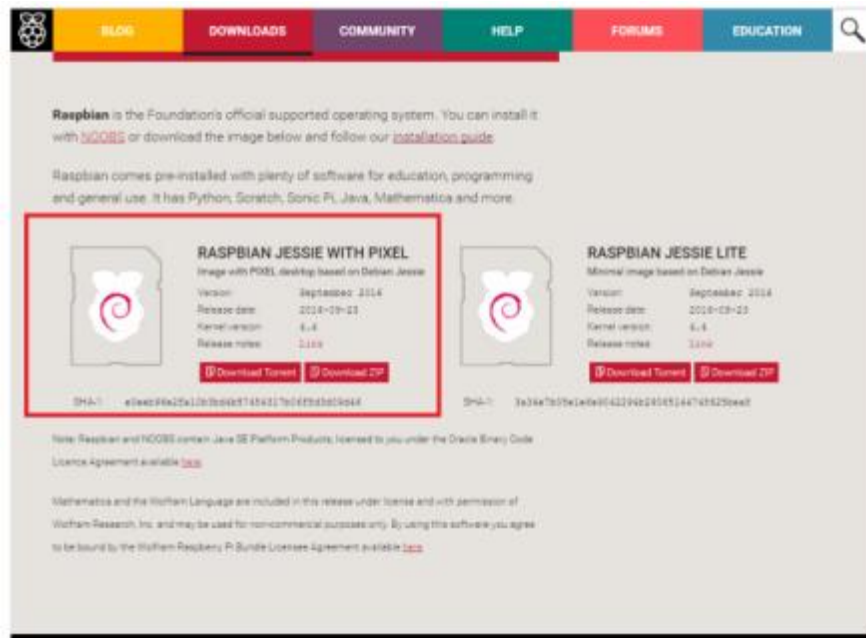 BLOG DOWNLOADS COMMUNITY HELP FORUMS EDUCATION
Raspbian is the Foundation's official supported operating system. You can install it
with NOOBS or download the image below and follow our installation guide.
Raspbian comes pre-installed with plenty of software for education, programming
and general use. It has Python, Scratch, Sonic Pi, Java, Mathematica and more.
RASPBIAN JESSIE WITH PIXEL
Image with PIXEL desktop based on Debian Jessie
Version: September 2016
Release date: 2016-09-23
Kernel version: 4.4
Release notes: Link
Download Torrent Download ZIP
SHA-1:
RASPBIAN JESSIE LITE
Minimal image based on Debian Jessie
Version: September 2016
Release date: 2016-09-23
Kernel version: 4.4
Release notes: Link
Download Torrent Download ZIP
SHA-1:
Note: Raspbian and NOOBS contain Java SE Platform Products, licensed to you under the Oracle Binary Code
Licence Agreement available here.
Mathematica and the Wolfram Language are included in this release under license and with permission of
Wolfram Research, Inc. and may be used for non-commercial purposes only. By using this software you agree
to be bound by the Wolfram Raspberry Pi Bundle Licensee Agreement available here.